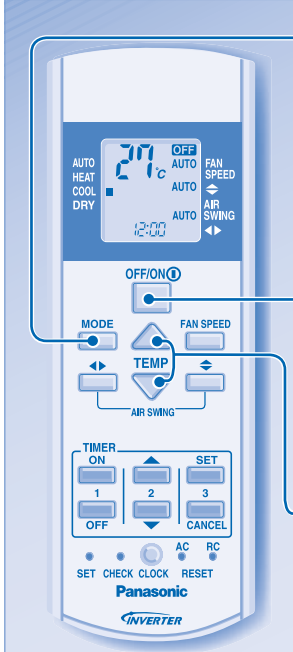 OFF
27°C
AUTO AUTO FAN
HEAT SPEED
COOL AUTO
DRY AIR
AUTO SWING
12:00
OFF/ON
MODE FAN SPEED
TEMP
AIR SWING
TIMER
ON SET
1 2 3
OFF CANCEL
AC RC
SET CHECK CLOCK RESET
Panasonic
INVERTER